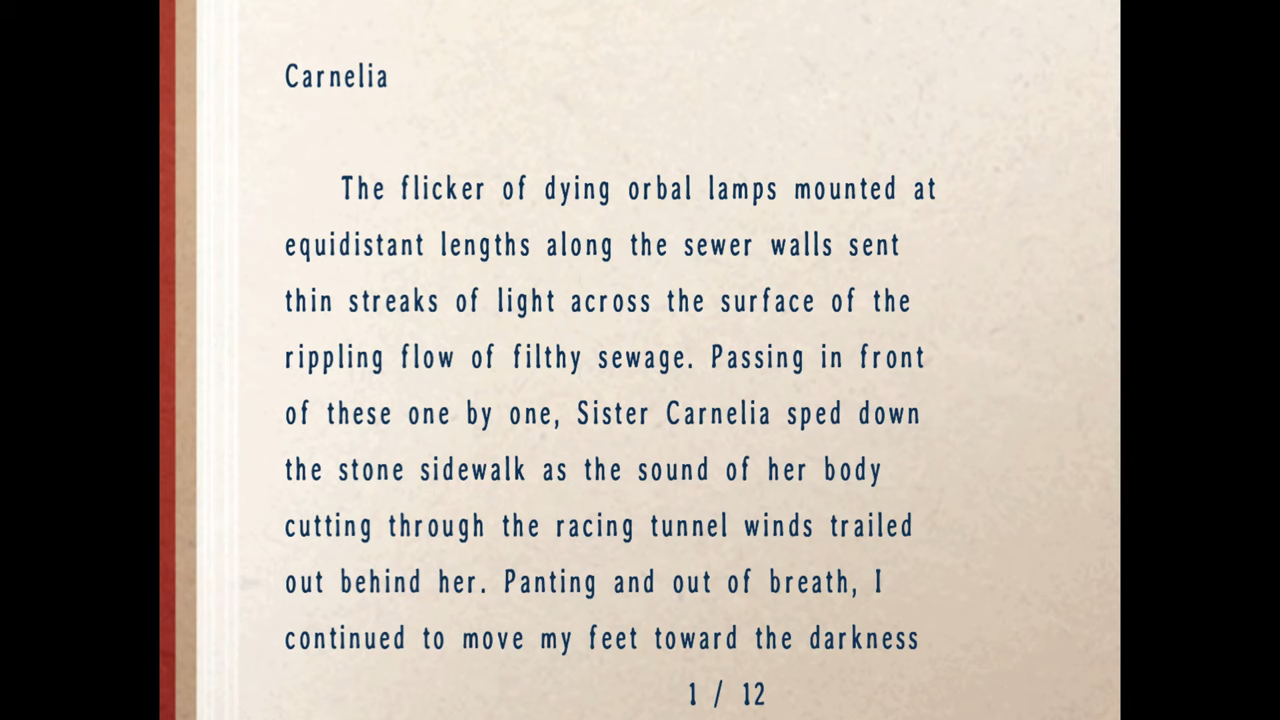 Carnelia
The flicker of dying orbal lamps mounted at
equidistant lengths along the sewer walls sent
thin streaks of light across the surface of the
rippling flow of filthy sewage. Passing in front
of these one by one, Sister Carnelia sped down
the stone sidewalk as the sound of her body
cutting through the racing tunnel winds trailed
out behind her. Panting and out of breath, I
continued to move my feet toward the darkness
1 / 12